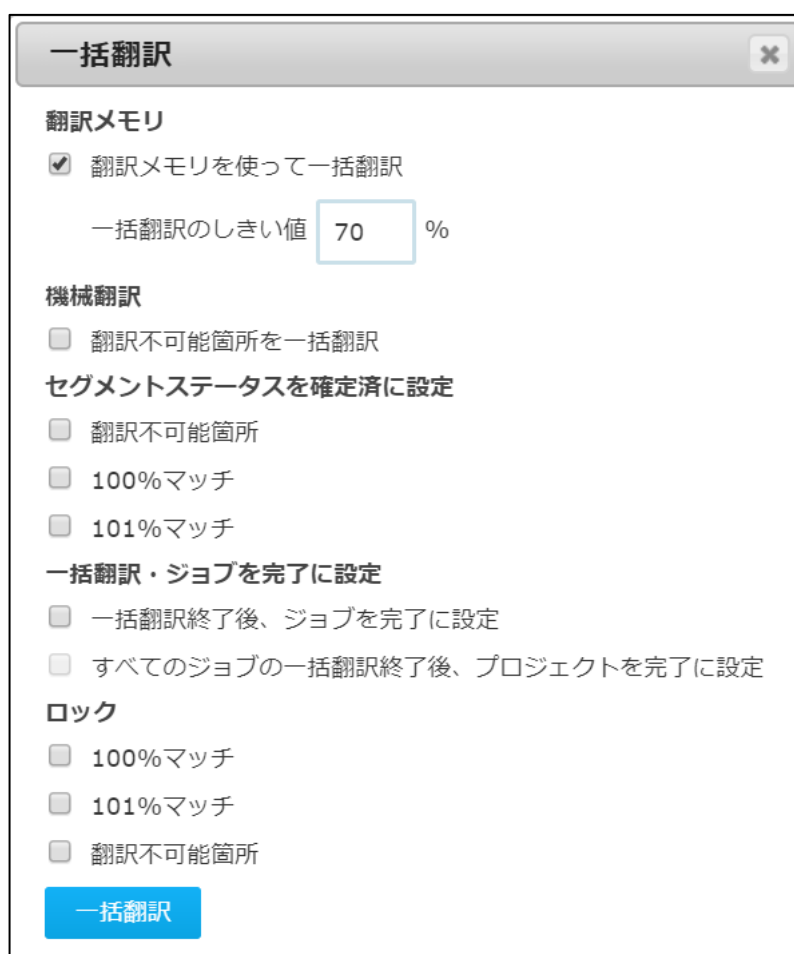 一括翻訳
翻訳メモリ
翻訳メモリを使って一括翻訳
一括翻訳のしきい値 70 %
機械翻訳
翻訳不可能箇所を一括翻訳
セグメントステータスを確定済に設定
翻訳不可能箇所
100%マッチ
101%マッチ
一括翻訳・ジョブを完了に設定
一括翻訳終了後、ジョブを完了に設定
すべてのジョブの一括翻訳終了後、プロジェクトを完了に設定
ロック
100%マッチ
101%マッチ
翻訳不可能箇所
一括翻訳